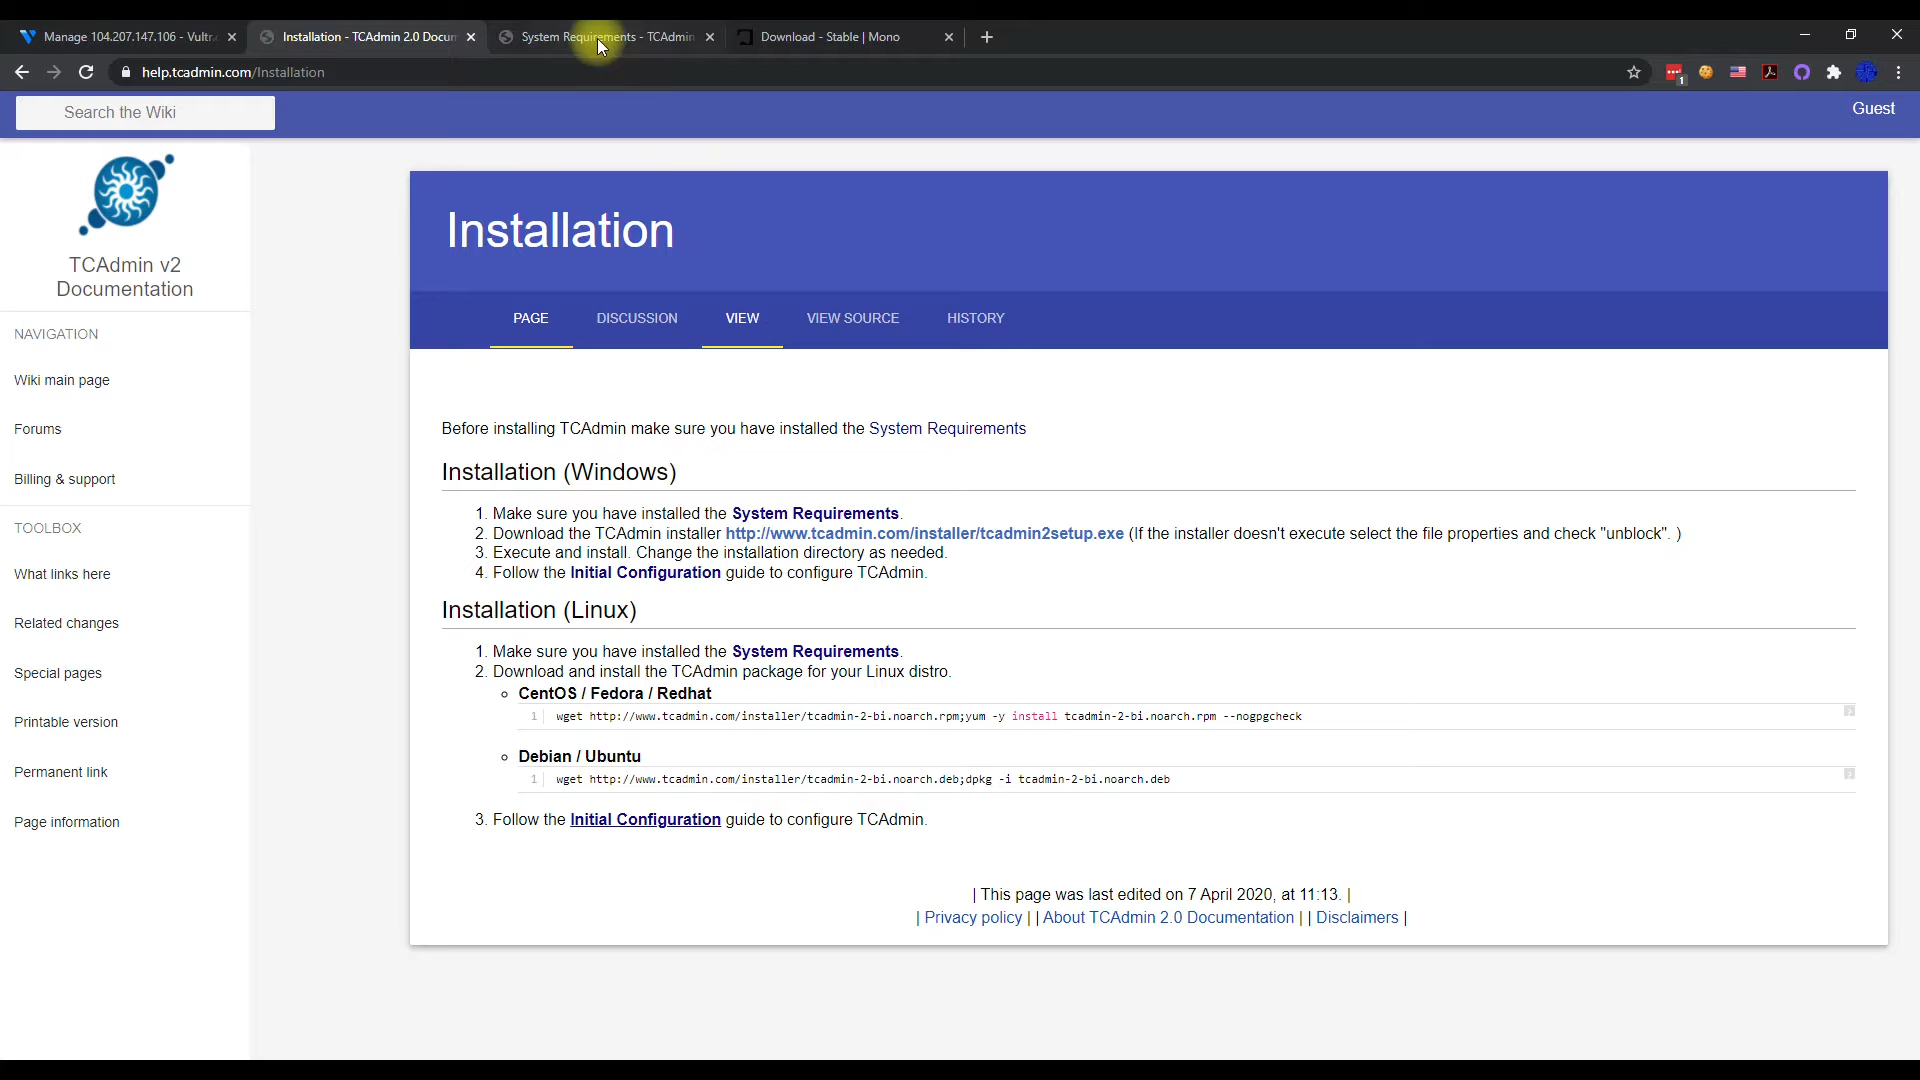 Manage 104.207.147.106 - Vultr.c
Installation - TCAdmin 2.0 Docum
System Requirements - TCAdmin
Download - Stable | Mono
help.tcadmin.com/Installation
1
Search the Wiki
Guest
TCAdmin v2
Documentation
NAVIGATION
Wiki main page
Forums
Billing & support
TOOLBOX
What links here
Related changes
Special pages
Printable version
Permanent link
Page information
Installation
PAGE
DISCUSSION
VIEW
VIEW SOURCE
HISTORY
Before installing TCAdmin make sure you have installed the System Requirements
Installation (Windows)
1. Make sure you have installed the System Requirements.
2. Download the TCAdmin installer http://www.tcadmin.com/installer/tcadmin2setup.exe (If the installer doesn't execute select the file properties and check "unblock". )
3. Execute and install. Change the installation directory as needed.
4. Follow the Initial Configuration guide to configure TCAdmin.
Installation (Linux)
1. Make sure you have installed the System Requirements.
2. Download and install the TCAdmin package for your Linux distro.
CentOS / Fedora / Redhat
1 wget http://www.tcadmin.com/installer/tcadmin-2-bi.noarch.rpm;yum -y install tcadmin-2-bi.noarch.rpm --nogpgcheck
Debian / Ubuntu
1 wget http://www.tcadmin.com/installer/tcadmin-2-bi.noarch.deb;dpkg -i tcadmin-2-bi.noarch.deb
3. Follow the Initial Configuration guide to configure TCAdmin.
| This page was last edited on 7 April 2020, at 11:13. |
| Privacy policy | | About TCAdmin 2.0 Documentation | | Disclaimers |